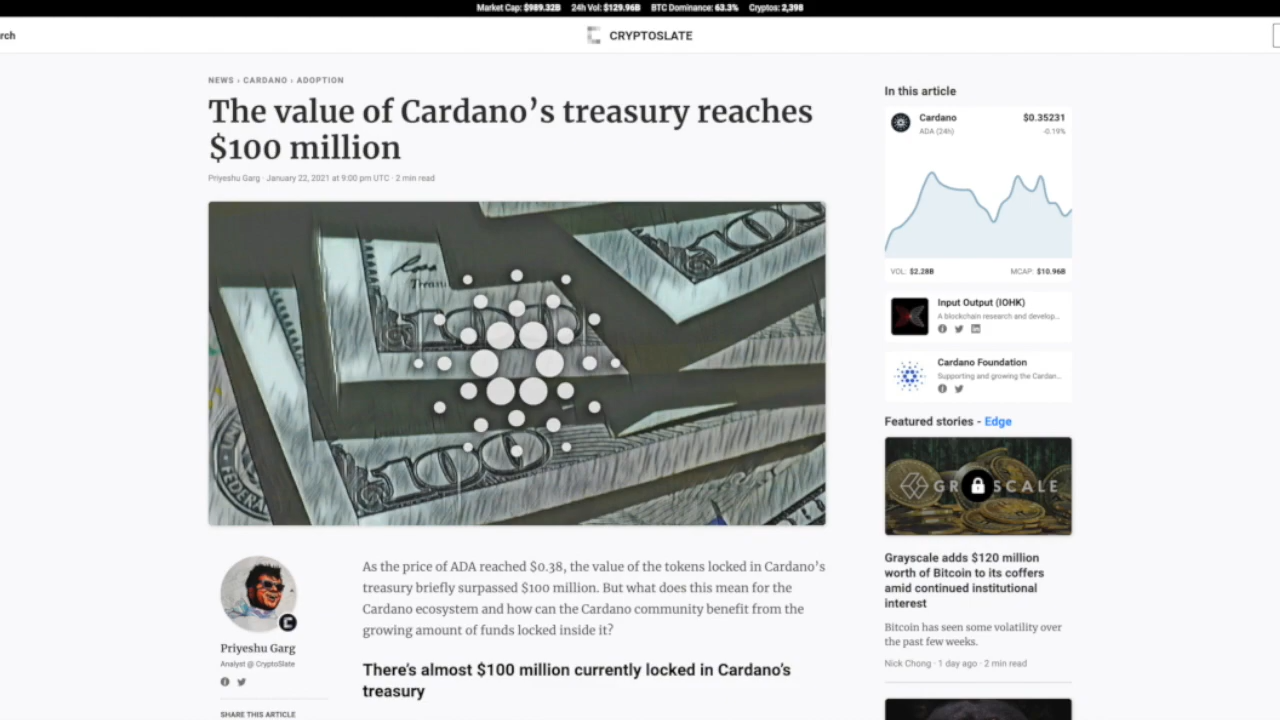 Market Cap: $989.32B 24h Vol: $129.96B BTC Dominance: 63.3% Cryptos: 2,398
rch
CRYPTOSLATE
NEWS › CARDANO › ADOPTION
The value of Cardano’s treasury reaches
$100 million
Priyeshu Garg · January 22, 2021 at 9:00 pm UTC · 2 min read
100
100
100
FEDERAL
As the price of ADA reached $0.38, the value of the tokens locked in Cardano’s
treasury briefly surpassed $100 million. But what does this mean for the
Cardano ecosystem and how can the Cardano community benefit from the
growing amount of funds locked inside it?
There’s almost $100 million currently locked in Cardano’s
treasury
Priyeshu Garg
Analyst @ CryptoSlate
SHARE THIS ARTICLE
In this article
Cardano $0.35231
ADA (24h) -0.19%
VOL: $2.28B MCAP: $10.96B
Input Output (IOHK)
A blockchain research and develop...
Cardano Foundation
Supporting and growing the Cardan...
Featured stories - Edge
GR SCALE
Grayscale adds $120 million
worth of Bitcoin to its coffers
amid continued institutional
interest
Bitcoin has seen some volatility over
the past few weeks.
Nick Chong · 1 day ago · 2 min read